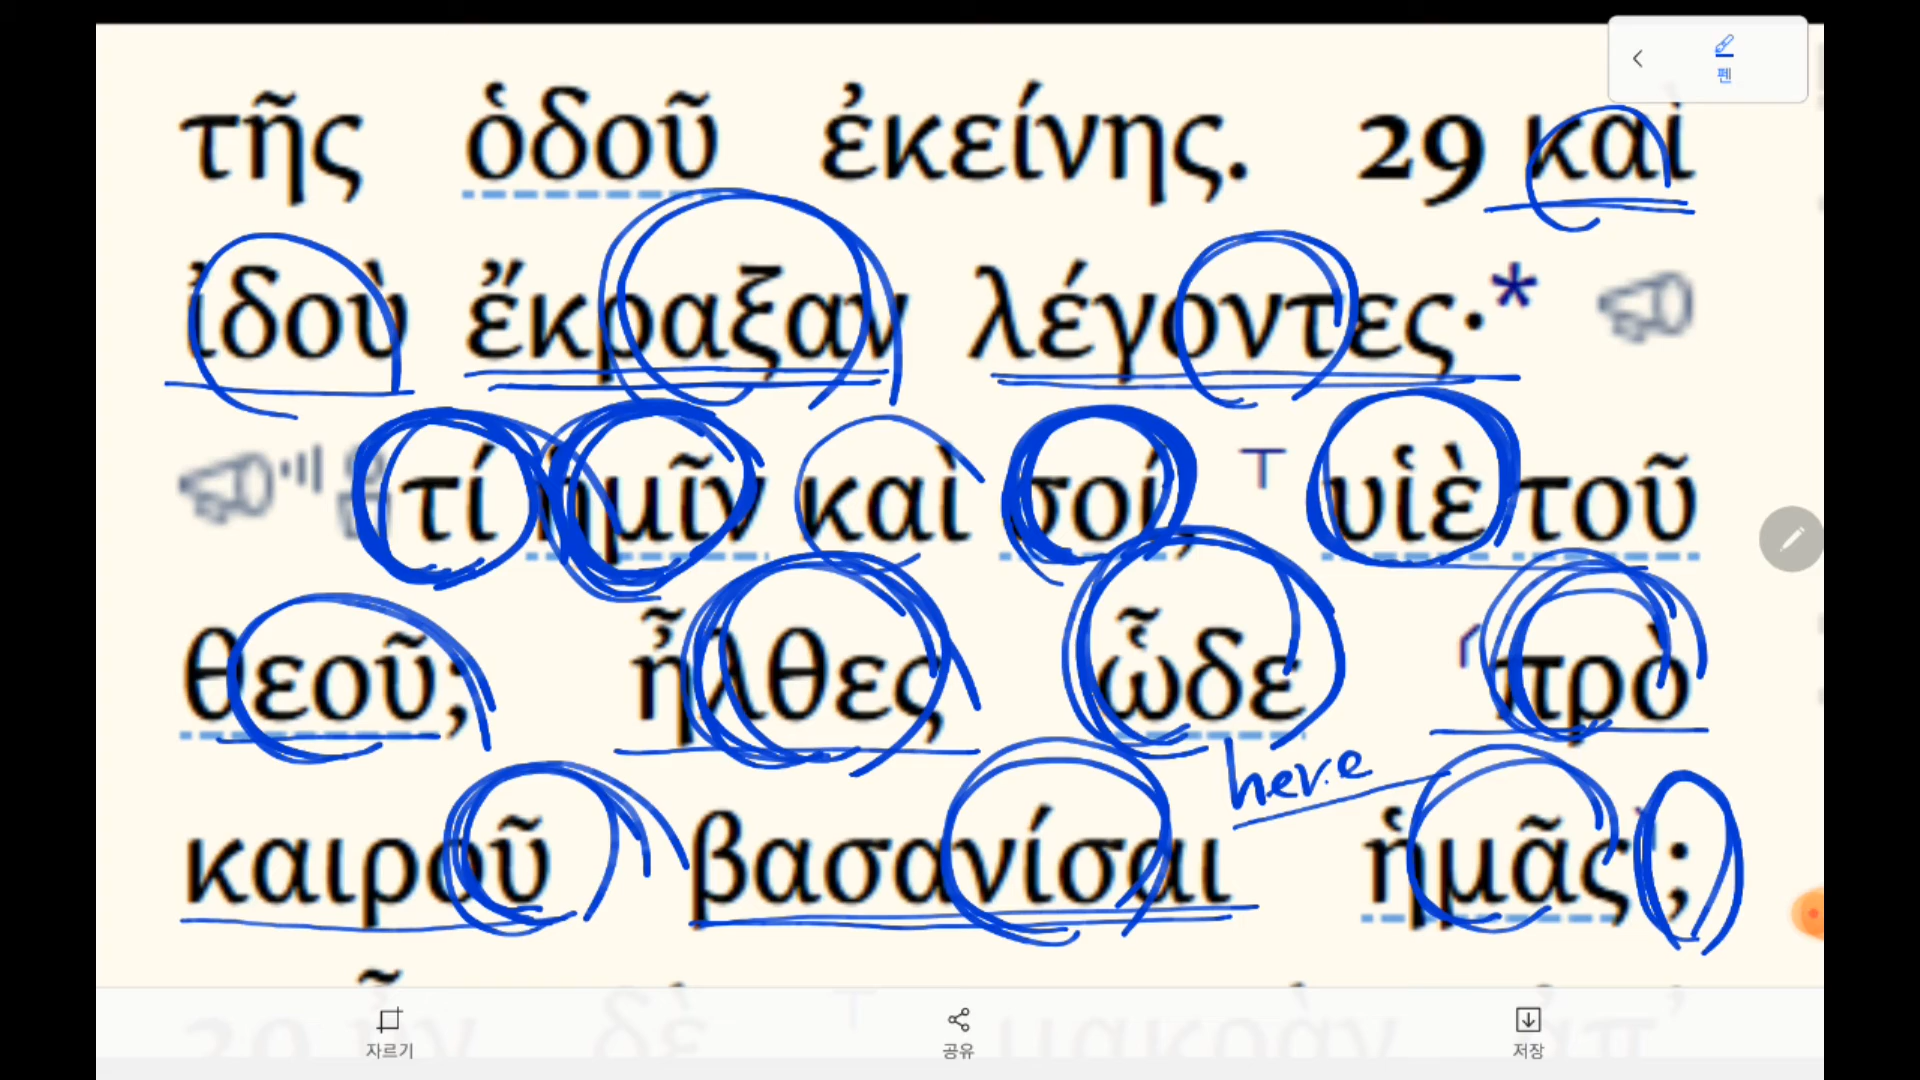 펜
τῆς ὁδοῦ ἐκείνης. 29 καὶ
ἰδοὺ ἔκραξαν λέγοντες·*
τί ἡμῖν καὶ σοί, ⸆ υἱὲ τοῦ
θεοῦ; ἦλθες ὧδε ⸂πρὸ
here
καιροῦ βασανίσαι ἡμᾶς⸃;
자르기 공유 저장